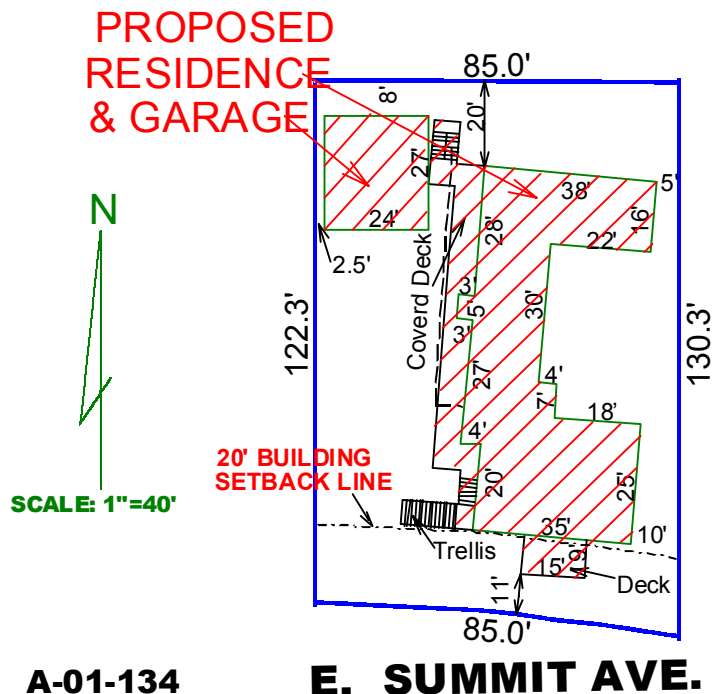 PROPOSED
RESIDENCE
& GARAGE
85.0'
8'
20'
27'
38'
5'
24'
28'
16'
22'
N
2.5'
Coverd Deck
3'
5'
3'
30'
122.3'
130.3'
27'
4'
7'
18'
4'
20' BUILDING
SETBACK LINE
SCALE: 1"=40'
20'
25'
35'
10'
Trellis
15'
Deck
11'
85.0'
A-01-134
E. SUMMIT AVE.